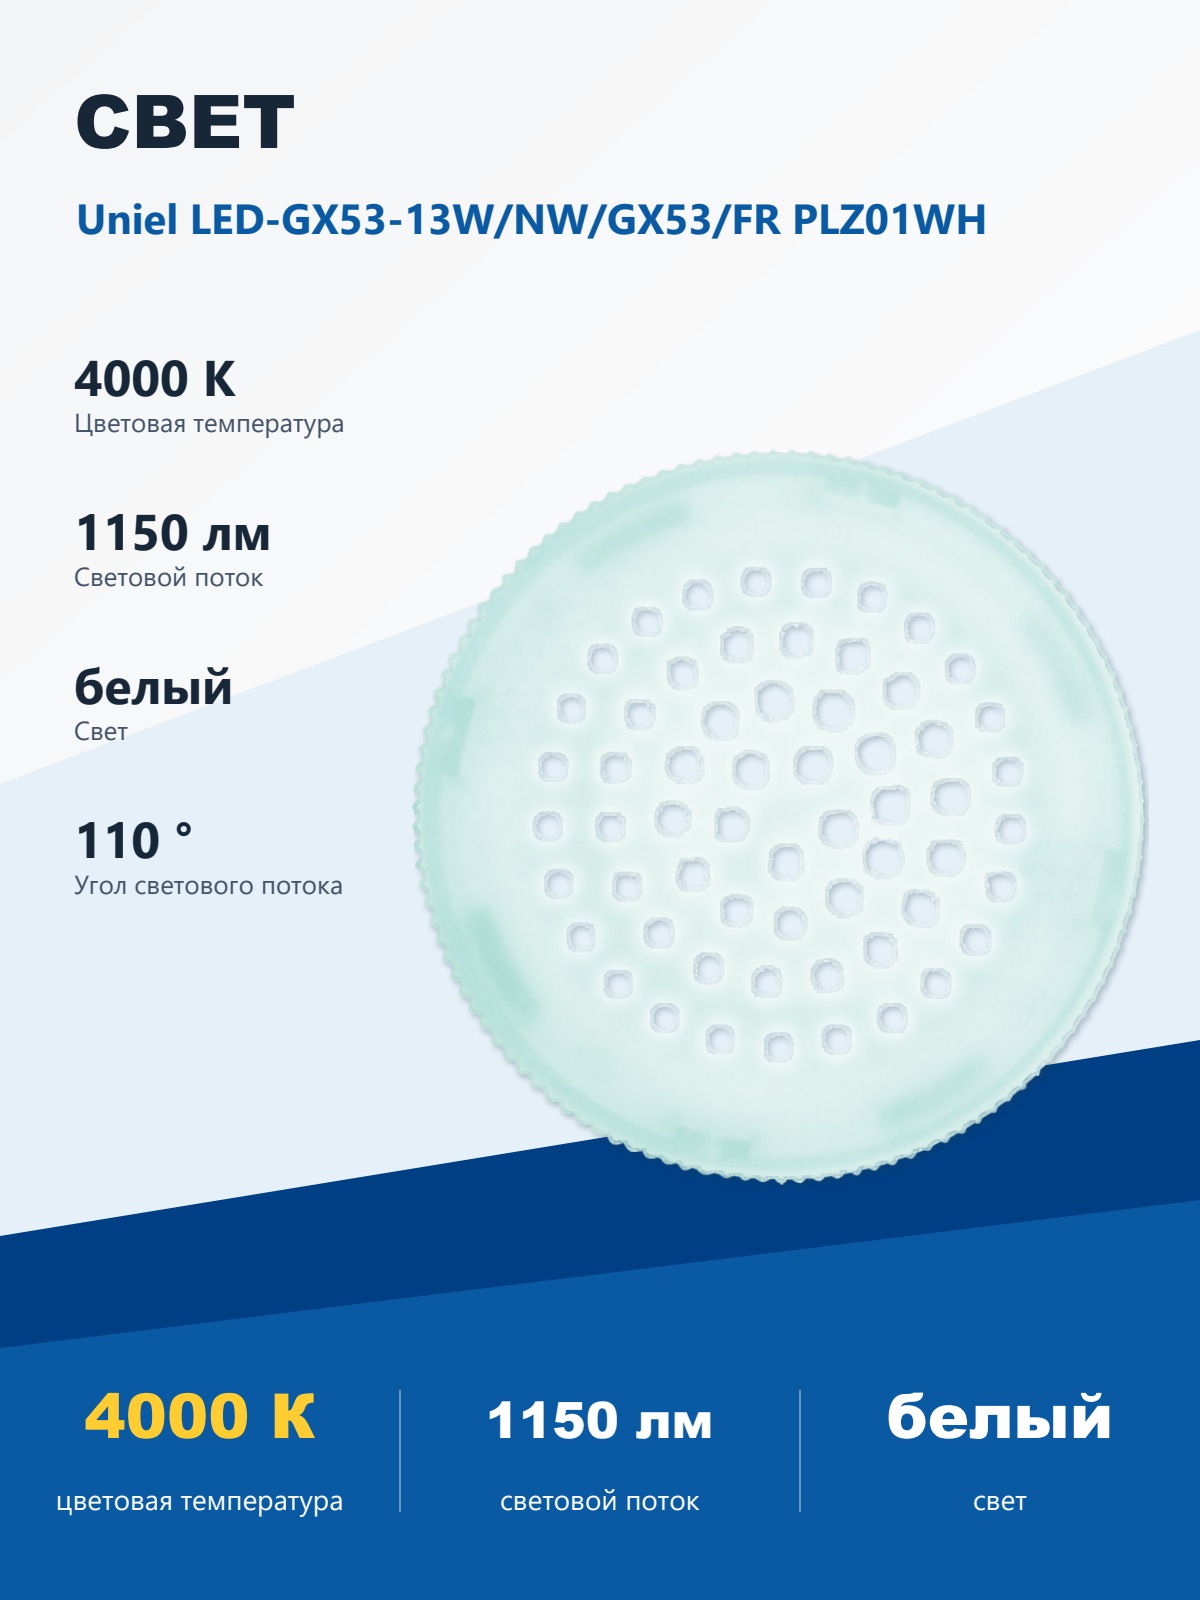 СВЕТ
Uniel LED-GX53-13W/NW/GX53/FR PLZ01WH
4000 К
Цветовая температура
1150 лм
Световой поток
белый
Свет
110 °
Угол светового потока
4000 К
цветовая температура
1150 лм
световой поток
белый
свет